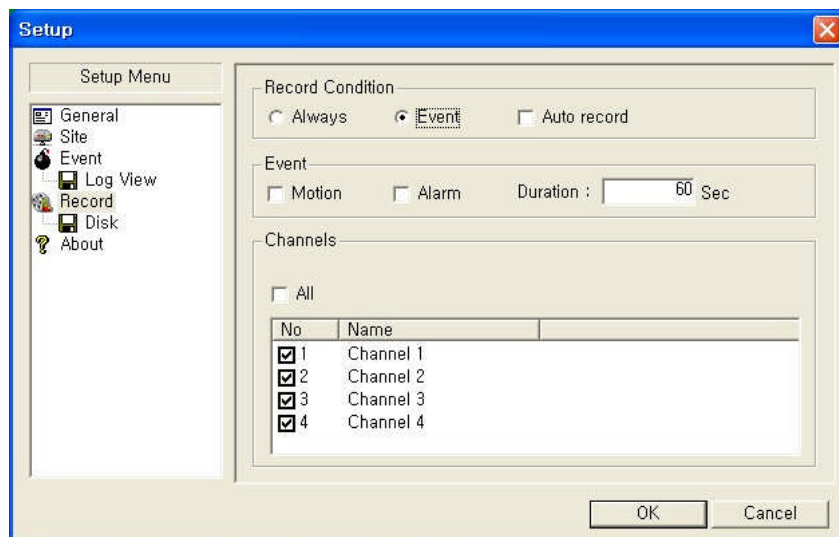 Setup
Setup Menu
General
Site
Event
Log View
Record
Disk
About
Record Condition
Always Event Auto record
Event
Motion Alarm Duration : 60 Sec
Channels
All
No Name
1 Channel 1
2 Channel 2
3 Channel 3
4 Channel 4
OK Cancel